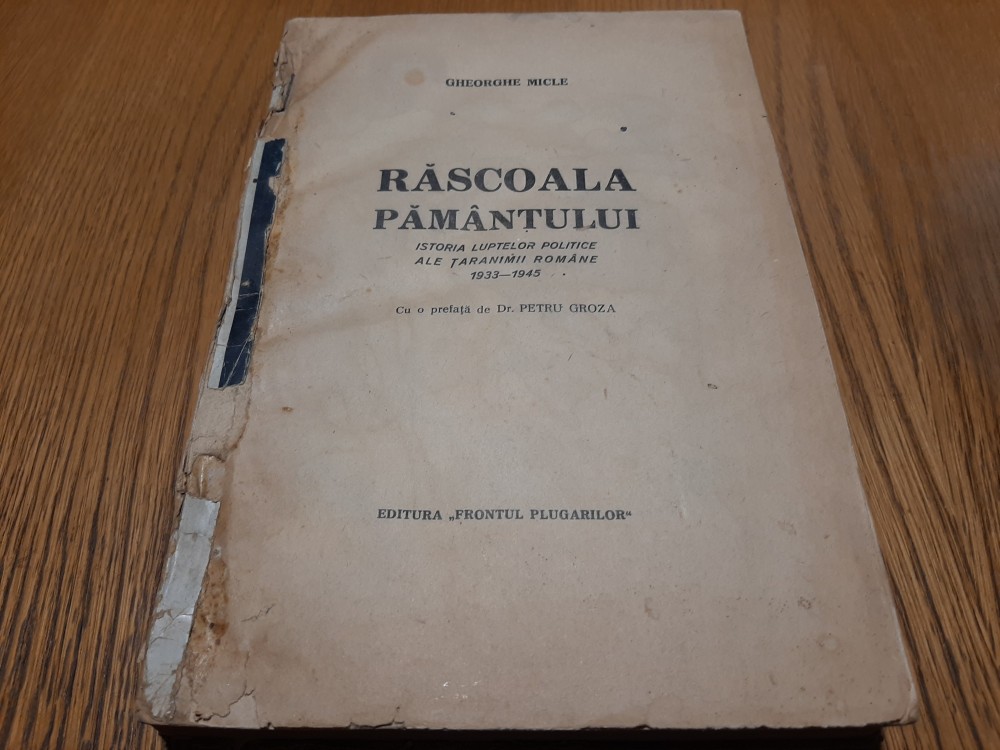 GHEORGHE MICLE
RĂSCOALA
PĂMÂNTULUI
ISTORIA LUPTELOR POLITICE
ALE ȚARANIMII ROMÂNE
1933—1945
Cu o prefață de Dr. PETRU GROZA
EDITURA „FRONTUL PLUGARILOR"